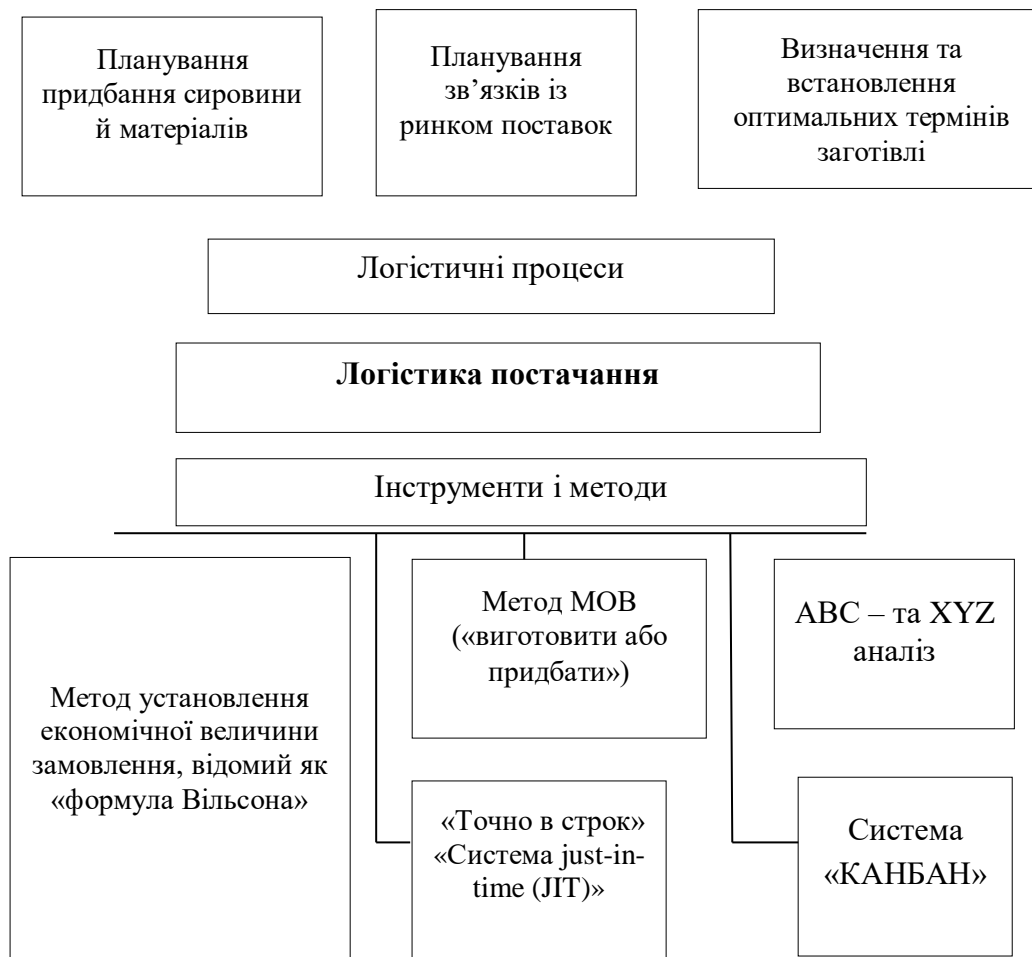 Планування
придбання сировини
й матеріалів
Планування
зв’язків із
ринком поставок
Визначення та
встановлення
оптимальних термінів
заготівлі
Логістичні процеси
Логістика постачання
Інструменти і методи
Метод установлення
економічної величини
замовлення, відомий як
«формула Вільсона»
Метод МОВ
(«виготовити або
придбати»)
АВС – та XYZ
аналіз
«Точно в строк»
«Система just-in-
time (JIT)»
Система
«КАНБАН»